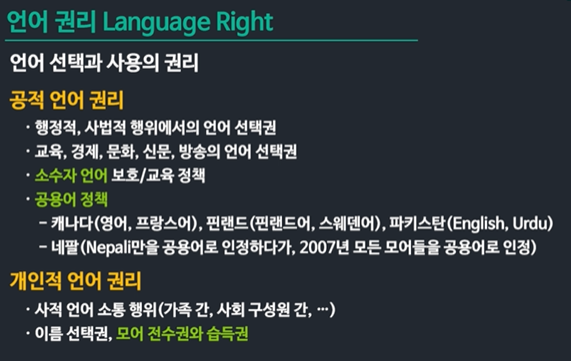 언어 권리 Language Right
언어 선택과 사용의 권리
공적 언어 권리
· 행정적, 사법적 행위에서의 언어 선택권
· 교육, 경제, 문화, 신문, 방송의 언어 선택권
· 소수자 언어 보호/교육 정책
· 공용어 정책
– 캐나다(영어, 프랑스어), 핀랜드(핀랜드어, 스웨덴어), 파키스탄(English, Urdu)
– 네팔(Nepali만을 공용어로 인정하다가, 2007년 모든 모어들을 공용어로 인정)
개인적 언어 권리
· 사적 언어 소통 행위(가족 간, 사회 구성원 간, ···)
· 이름 선택권, 모어 전수권와 습득권